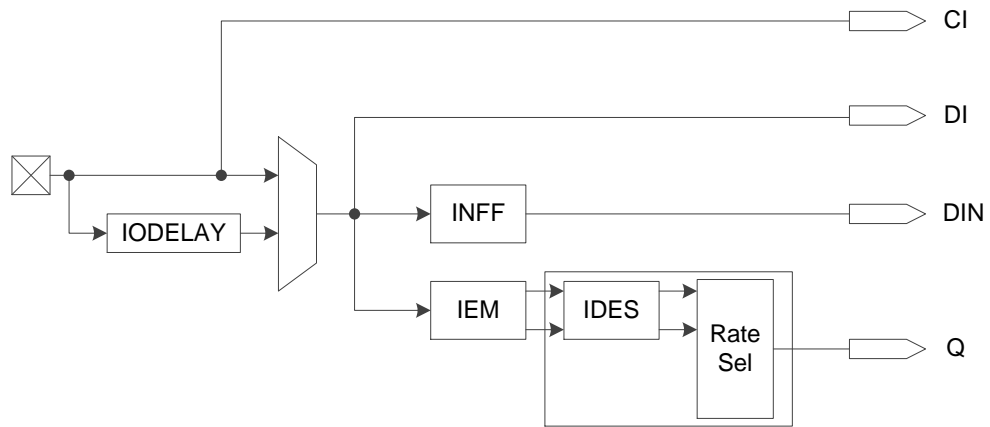 CI
DI
INFF
DIN
IODELAY
IEM
IDES
Rate
Sel
Q